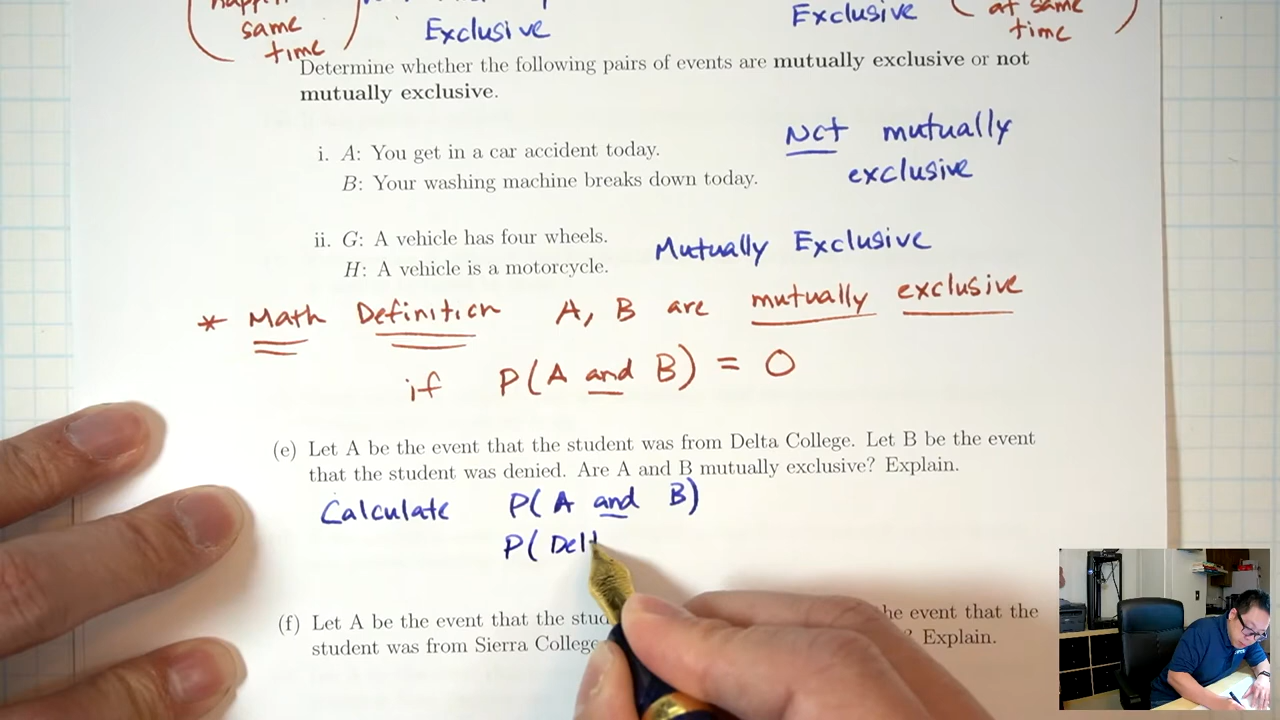 happen
same
time
Exclusive
Exclusive
at same
time
Determine whether the following pairs of events are mutually exclusive or not
mutually exclusive.
i. A: You get in a car accident today.
B: Your washing machine breaks down today.
Not mutually
exclusive
ii. G: A vehicle has four wheels.
H: A vehicle is a motorcycle.
Mutually Exclusive
* Math Definition A, B are mutually exclusive
if P(A and B) = 0
(e) Let A be the event that the student was from Delta College. Let B be the event
that the student was denied. Are A and B mutually exclusive? Explain.
Calculate P(A and B)
P( Delt
(f) Let A be the event that the stu he event that the
student was from Sierra College ? Explain.